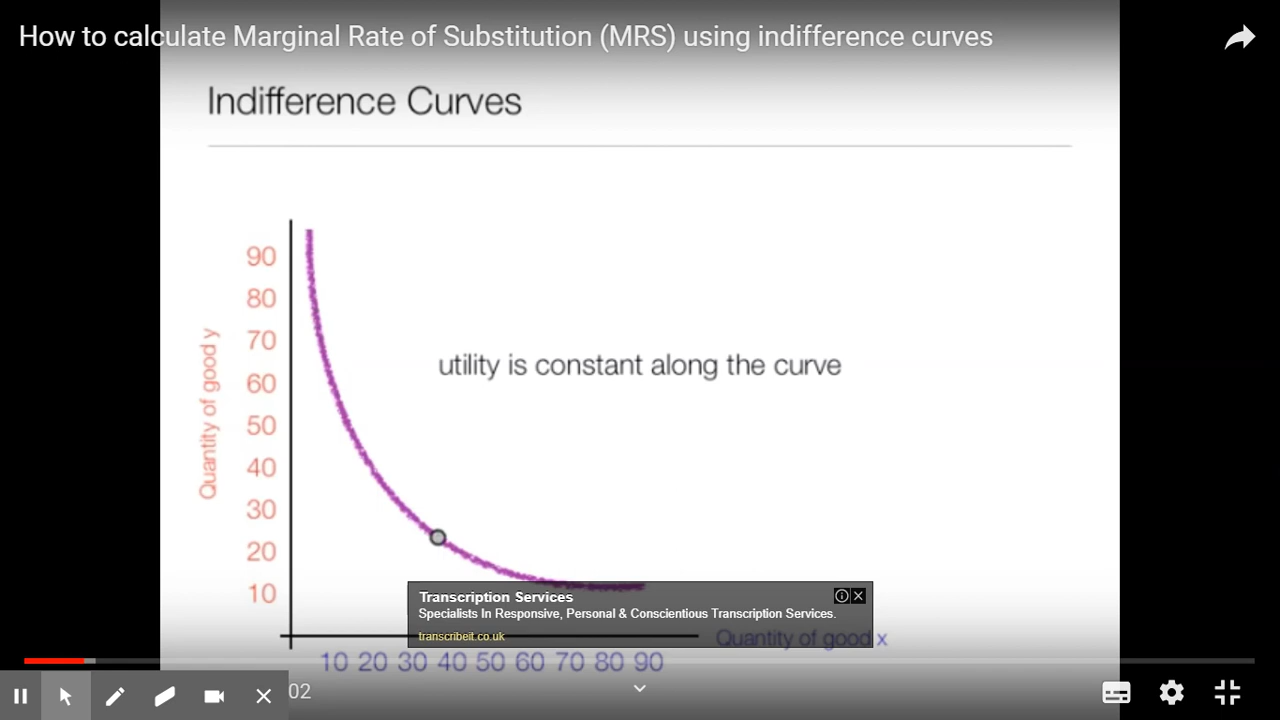 How to calculate Marginal Rate of Substitution (MRS) using indifference curves
Indifference Curves
90
80
70
60
50
40
30
20
10
Quantity of good y
utility is constant along the curve
Transcription Services
Specialists In Responsive, Personal & Conscientious Transcription Services.
transcribeit.co.uk
Quantity of good x
10 20 30 40 50 60 70 80 90
02